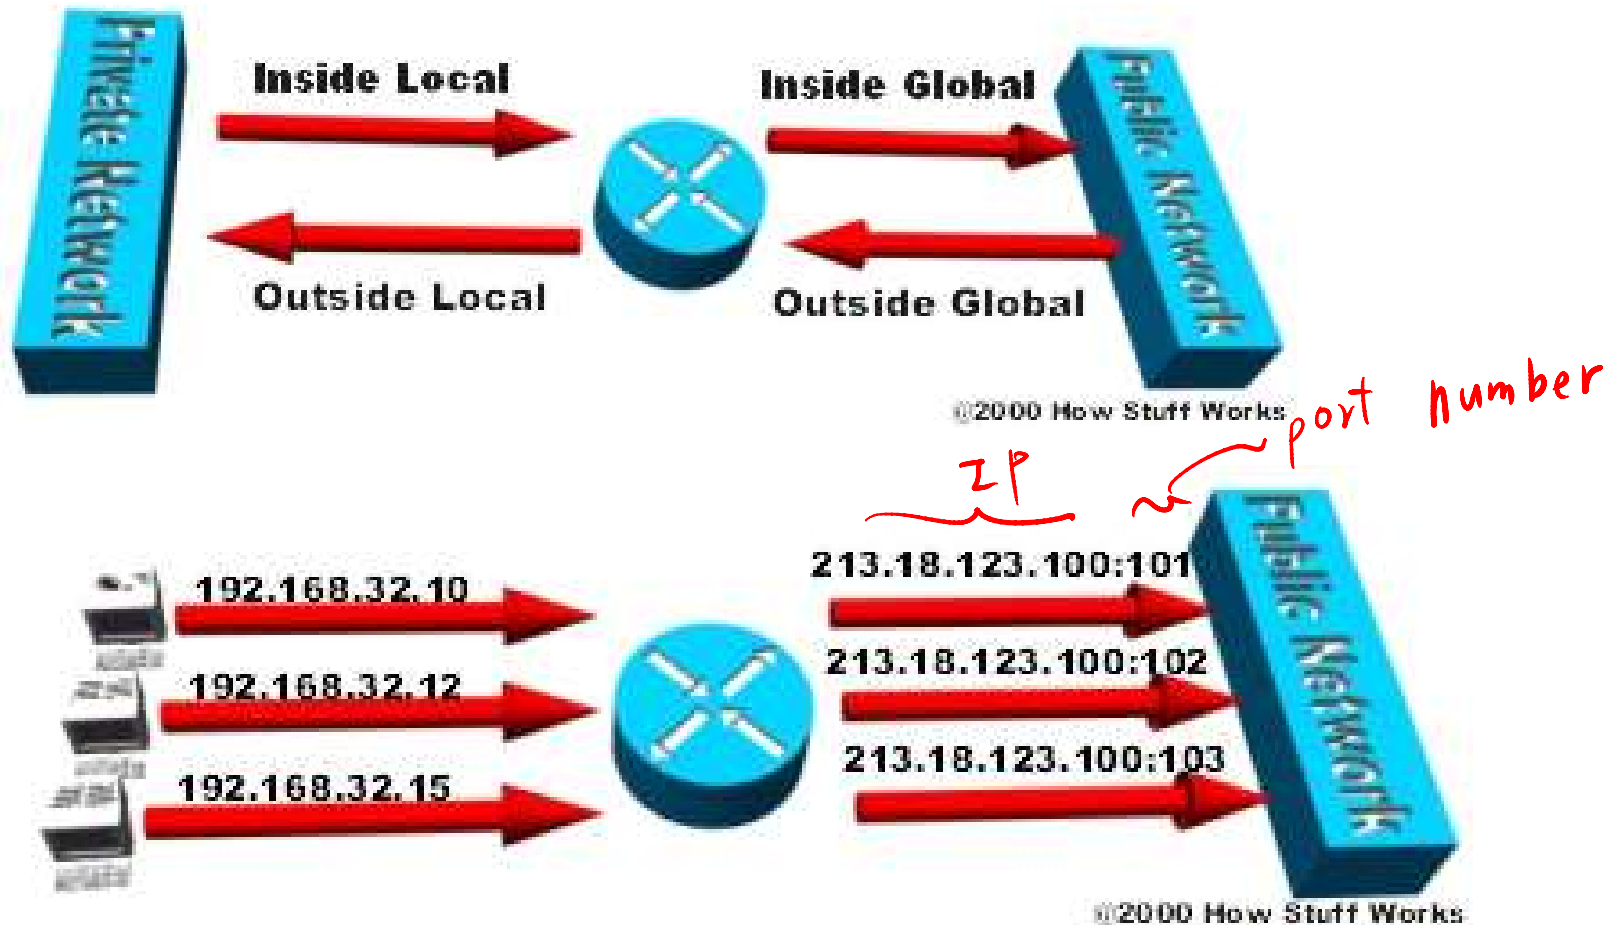 Private Network
Inside Local
Inside Global
Public Network
Outside Local
Outside Global
©2000 How Stuff Works
port number
IP
213.18.123.100:101
192.168.32.10
Public Network
213.18.123.100:102
192.168.32.12
213.18.123.100:103
192.168.32.15
©2000 How Stuff Works